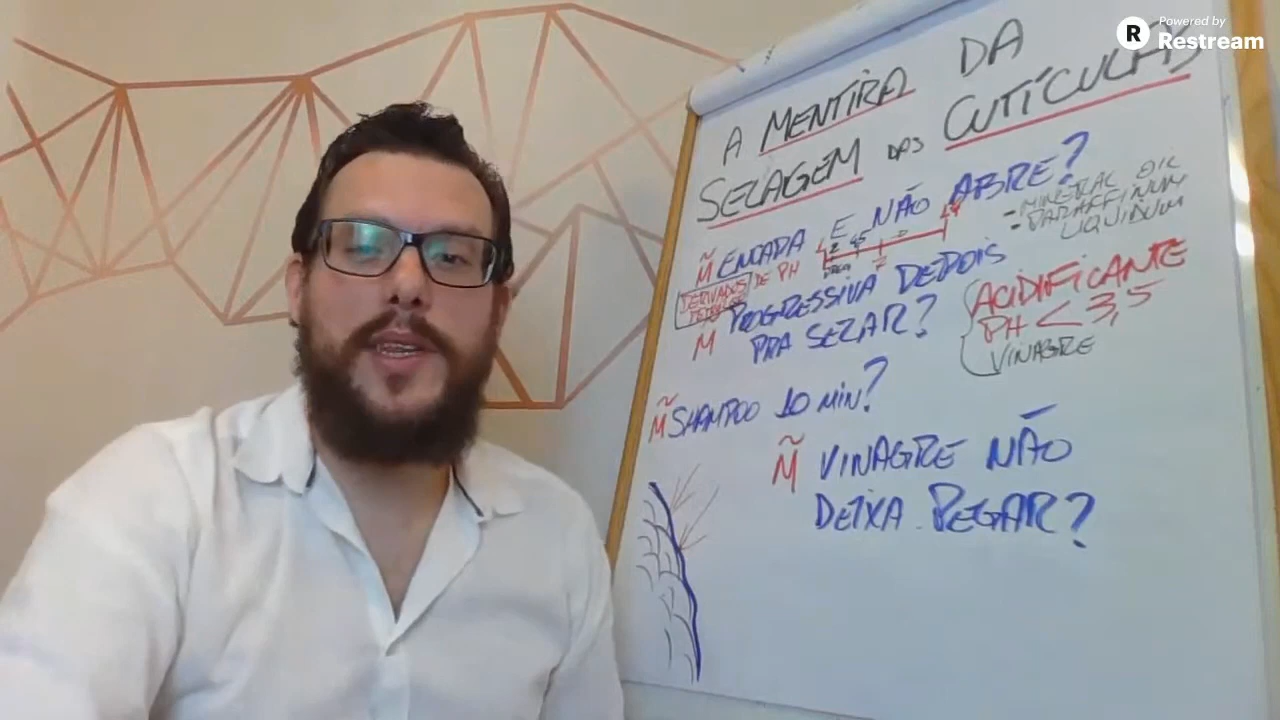 Powered by
R Restream
A MENTIRA DA
SELAGEM DAS CUTÍCULAS
M̃ ENCADA E NÃO ABRE?
- MINERAL OIL
- PARAFFINUM
LIQUIDUM
DERIVADOS DE PH
M̃ PROGRESSIVA DEPOIS
PRA SELAR?
ACIDIFICANTE
PH < 3,5
VINAGRE
M̃ SHAMPOO 10 MIN?
M̃ VINAGRE NÃO
DEIXA PEGAR?